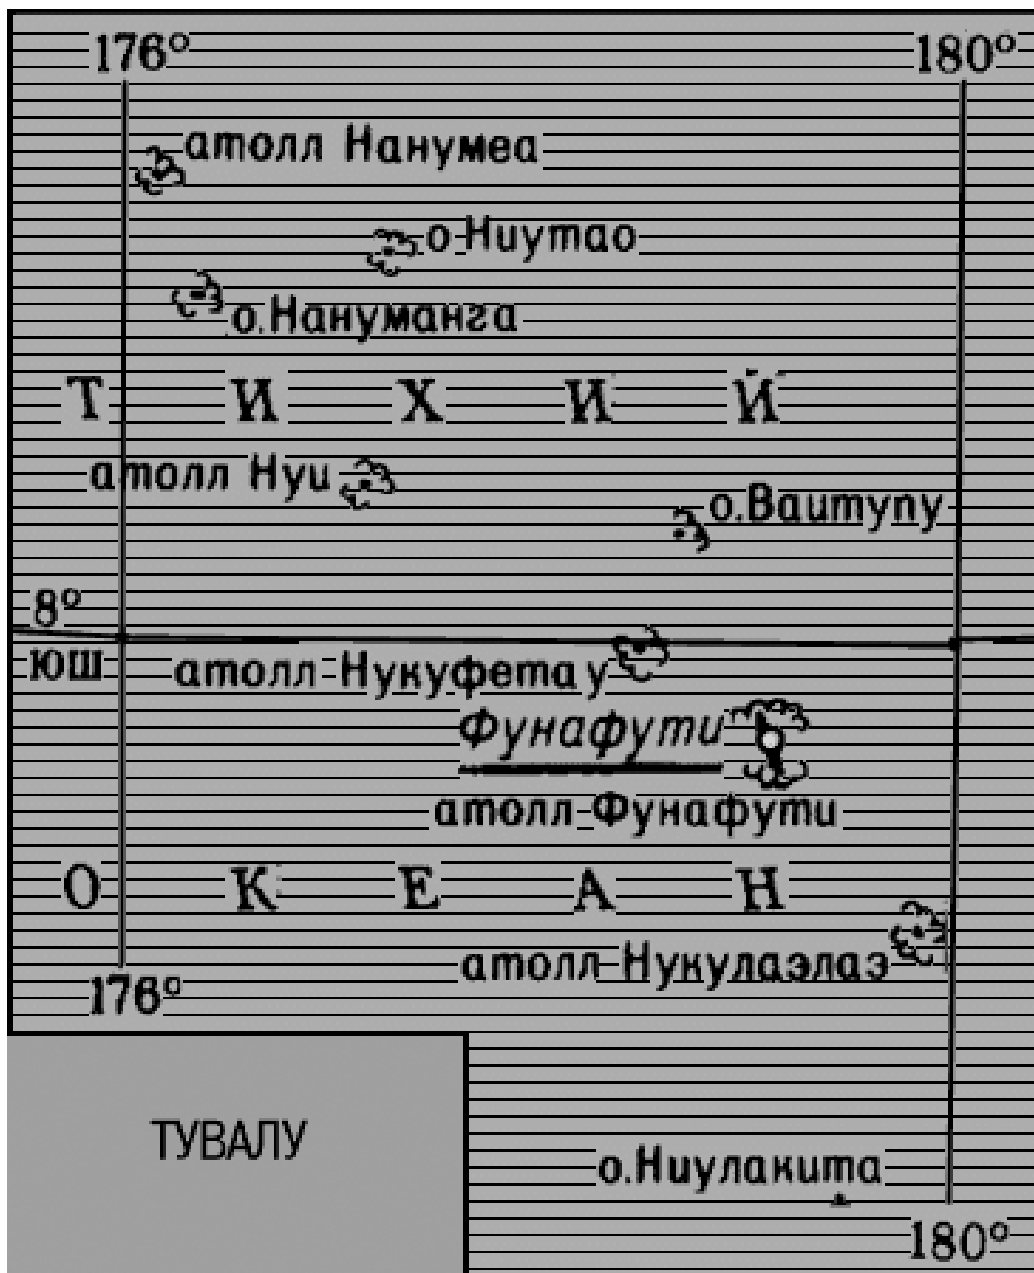 176°
180°
атолл Нанумеа
о Ниутао
о.Нануманга
Т И Х И Й
атолл Нуи
о.Ваитупу
8°
ЮШ
атолл Нукуфетау
Фунафути
атолл Фунафути
О К Е А Н
атолл Нукулаэлаэ
176°
ТУВАЛУ
о.Ниулакита
180°